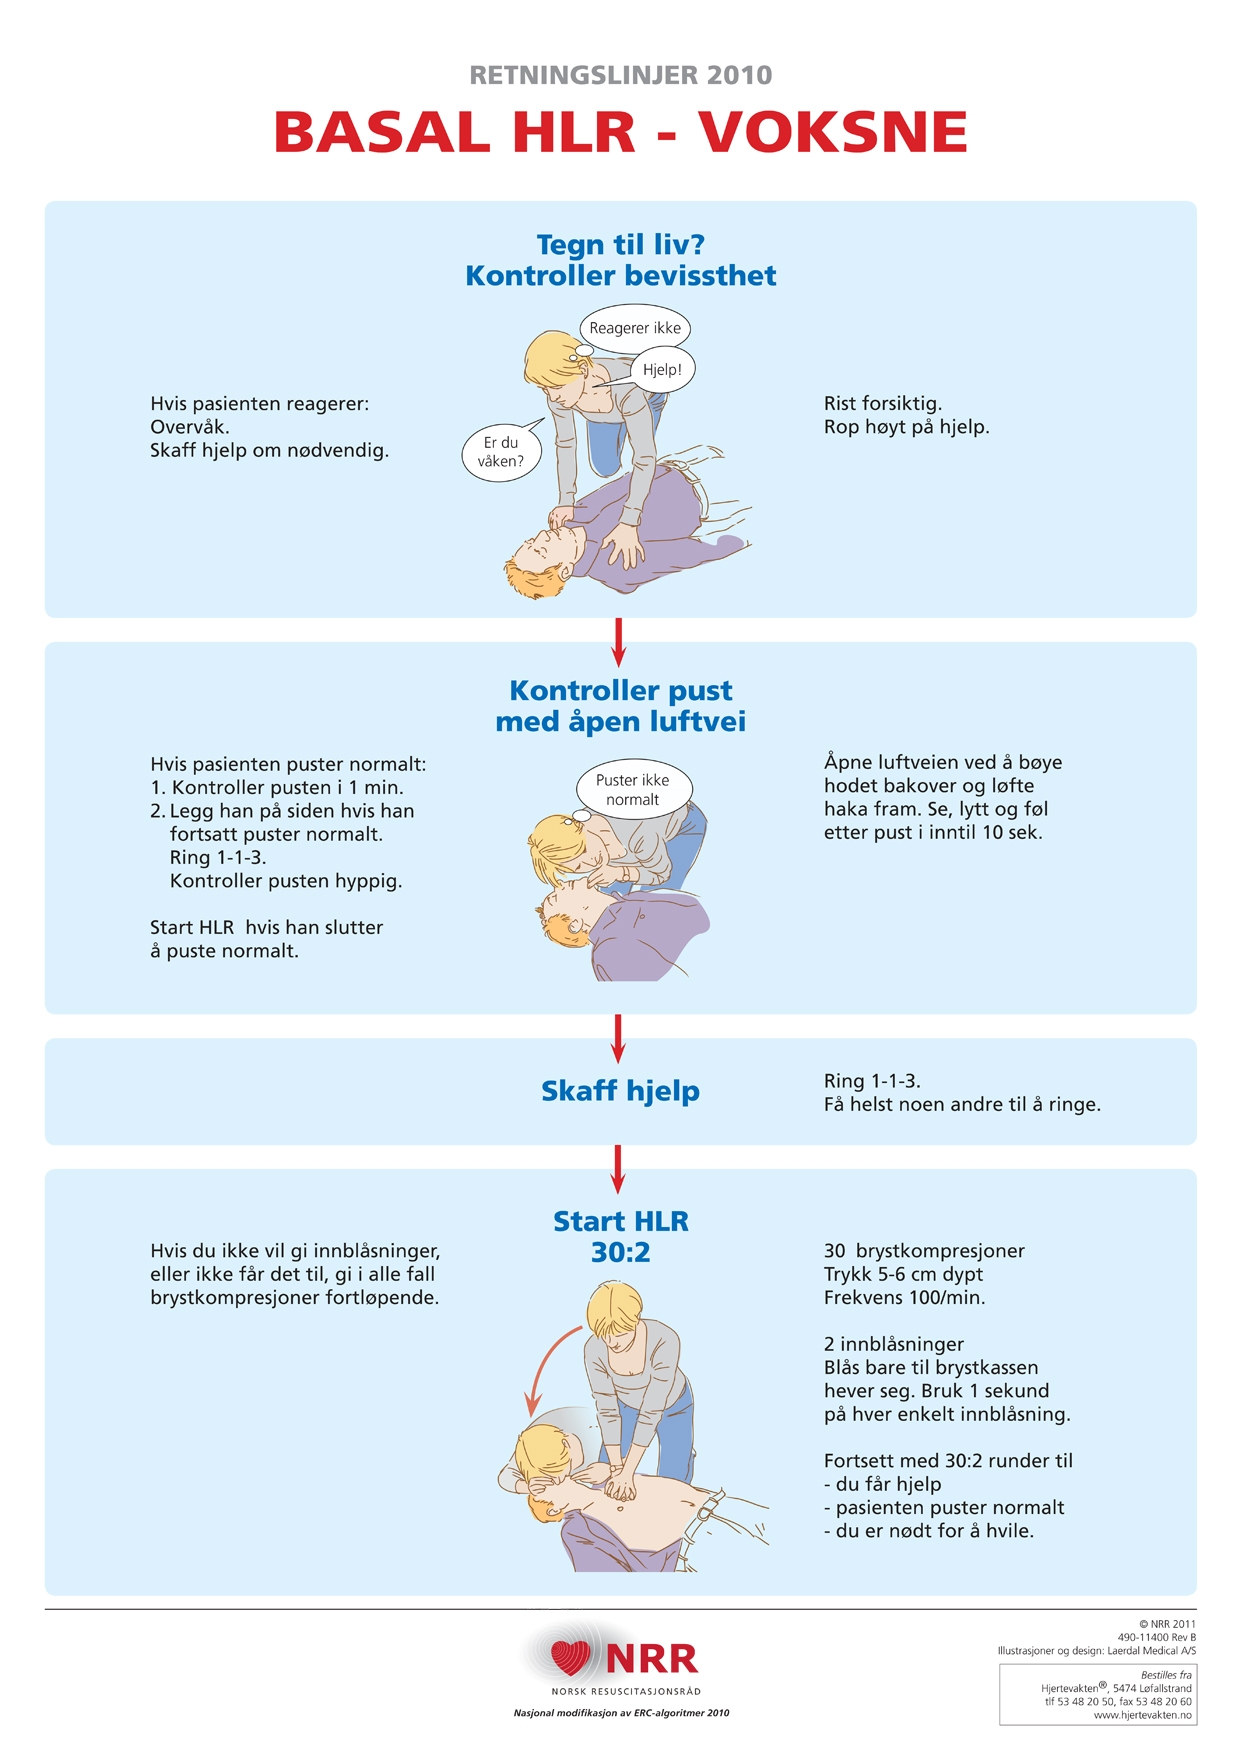 RETNINGSLINJER 2010
BASAL HLR - VOKSNE
Tegn til liv?
Kontroller bevissthet
Reagerer ikke
Hjelp!
Er du
våken?
Hvis pasienten reagerer:
Overvåk.
Skaff hjelp om nødvendig.
Rist forsiktig.
Rop høyt på hjelp.
Kontroller pust
med åpen luftvei
Hvis pasienten puster normalt:
1. Kontroller pusten i 1 min.
2. Legg han på siden hvis han
fortsatt puster normalt.
Ring 1-1-3.
Kontroller pusten hyppig.
Start HLR hvis han slutter
å puste normalt.
Puster ikke
normalt
Åpne luftveien ved å bøye
hodet bakover og løfte
haka fram. Se, lytt og føl
etter pust i inntil 10 sek.
Skaff hjelp
Ring 1-1-3.
Få helst noen andre til å ringe.
Start HLR
30:2
Hvis du ikke vil gi innblåsninger,
eller ikke får det til, gi i alle fall
brystkompresjoner fortløpende.
30 brystkompresjoner
Trykk 5-6 cm dypt
Frekvens 100/min.
2 innblåsninger
Blås bare til brystkassen
hever seg. Bruk 1 sekund
på hver enkelt innblåsning.
Fortsett med 30:2 runder til
- du får hjelp
- pasienten puster normalt
- du er nødt for å hvile.
NRR
NORSK RESUSCITASJONSRÅD
Nasjonal modifikasjon av ERC-algoritmer 2010
© NRR 2011
490-11400 Rev B
Illustrasjoner og design: Laerdal Medical A/S
Bestilles fra
Hjertevakten®, 5474 Løfallstrand
tlf 53 48 20 50, fax 53 48 20 60
www.hjertevakten.no